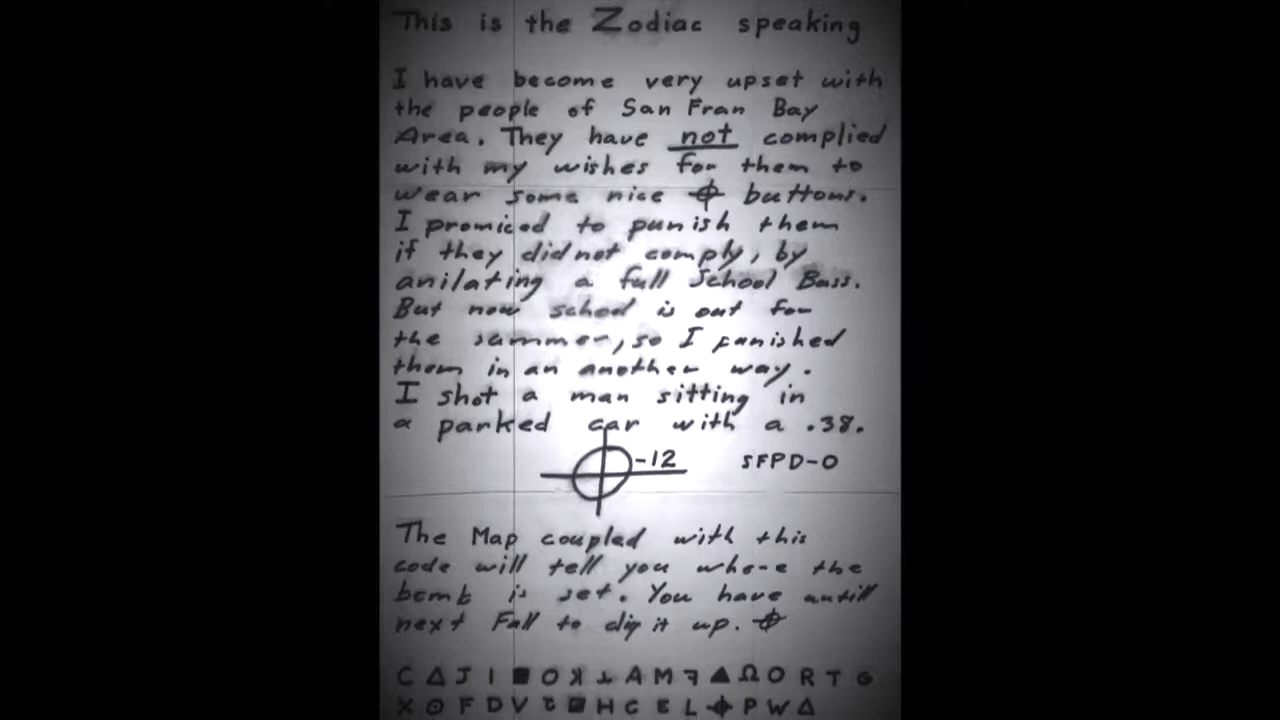 This is the Zodiac speaking
I have become very upset with
the people of San Fran Bay
Area. They have not complied
with my wishes for them to
wear some nice ⌖ buttons.
I promiced to punish them
if they did not comply, by
anilating a full School Buss.
But now school is out for
the summer, so I punished
them in an another way.
I shot a man sitting in
a parked car with a .38.
⌖-12 SFPD-0
The Map coupled with this
code will tell you where the
bomb is set. You have untill
next Fall to dig it up. ⌖
C Δ J I ■ O ꓘ ⅄ A M ꟻ ▲ Ω O R T G
X ⊙ F D V ■ H C E L ⌖ P W Δ